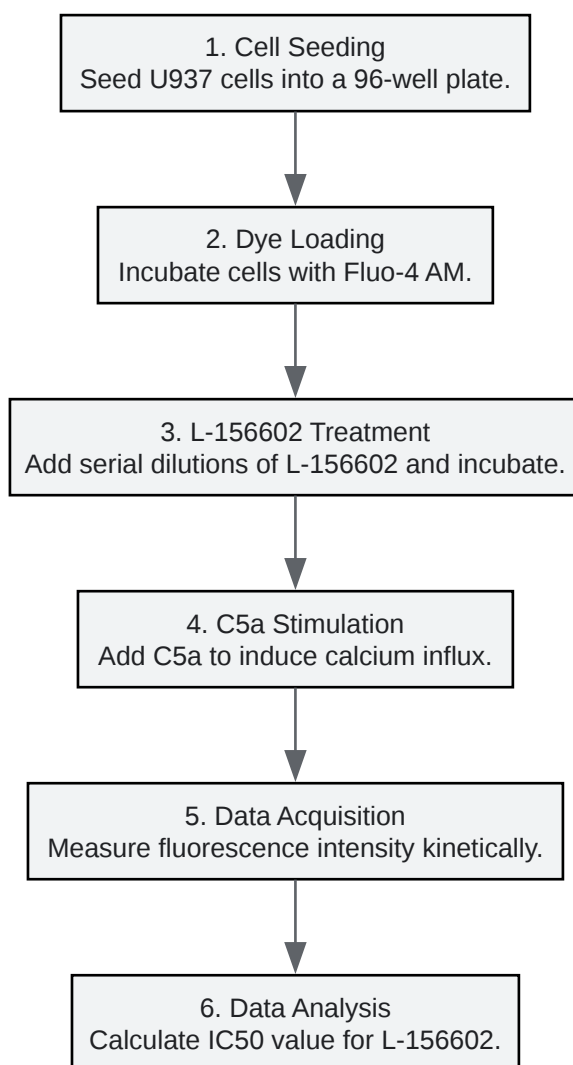 1. Cell Seeding
Seed U937 cells into a 96-well plate.
2. Dye Loading
Incubate cells with Fluo-4 AM.
3. L-156602 Treatment
Add serial dilutions of L-156602 and incubate.
4. C5a Stimulation
Add C5a to induce calcium influx.
5. Data Acquisition
Measure fluorescence intensity kinetically.
6. Data Analysis
Calculate IC50 value for L-156602.